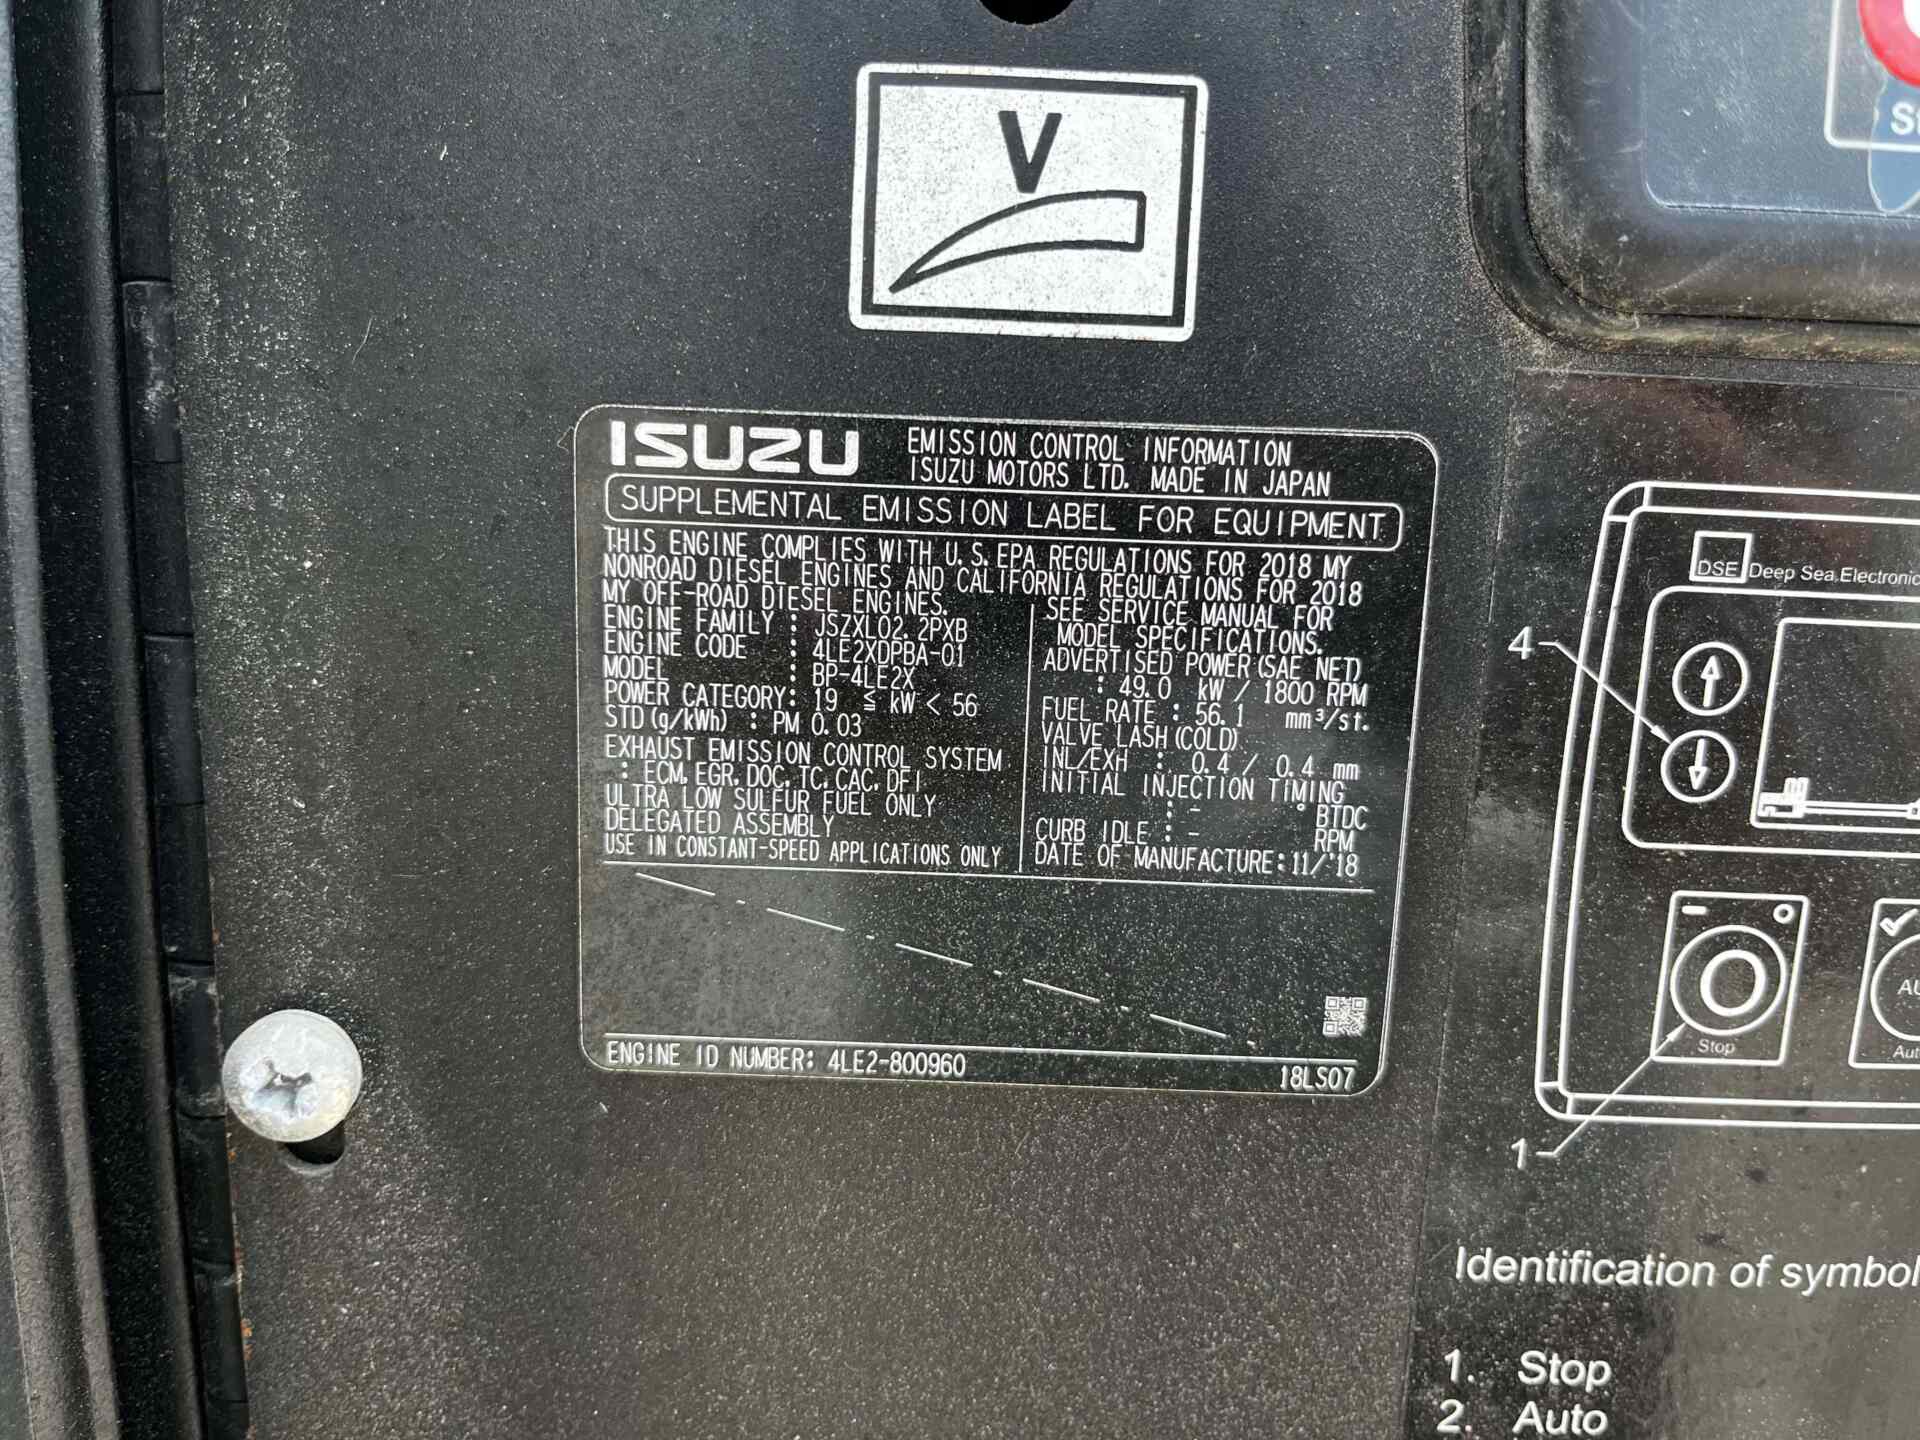 V
St
ISUZU
EMISSION CONTROL INFORMATION
ISUZU MOTORS LTD. MADE IN JAPAN
SUPPLEMENTAL EMISSION LABEL FOR EQUIPMENT
THIS ENGINE COMPLIES WITH U.S.EPA REGULATIONS FOR 2018 MY
NONROAD DIESEL ENGINES AND CALIFORNIA REGULATIONS FOR 2018
MY OFF-ROAD DIESEL ENGINES.
ENGINE FAMILY : JSZXL02.2PXB
ENGINE CODE : 4LE2XDPBA-01
MODEL : BP-4LE2X
POWER CATEGORY: 19 ≦ kW < 56
STD(g/kWh) : PM 0.03
EXHAUST EMISSION CONTROL SYSTEM
: ECM,EGR,DOC,TC,CAC,DFI
ULTRA LOW SULFUR FUEL ONLY
DELEGATED ASSEMBLY
USE IN CONSTANT-SPEED APPLICATIONS ONLY
SEE SERVICE MANUAL FOR
MODEL SPECIFICATIONS.
ADVERTISED POWER(SAE NET)
: 49.0 kW / 1800 RPM
FUEL RATE : 56.1 mm³/st.
VALVE LASH(COLD)
INL/EXH : 0.4 / 0.4 mm
INITIAL INJECTION TIMING
: - ° BTDC
CURB IDLE : - RPM
DATE OF MANUFACTURE:11/'18
ENGINE ID NUMBER: 4LE2-800960
18LS07
DSE Deep Sea Electronic
4
Stop
Aut
1
Identification of symbol
1. Stop
2. Auto